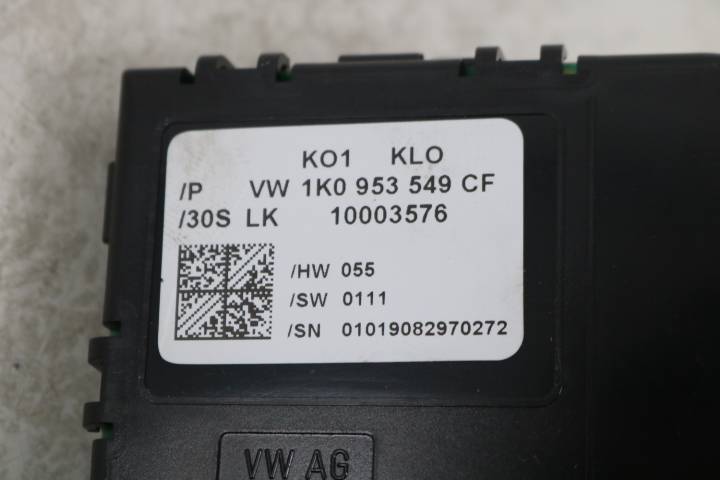 KO1 KLO
/P VW 1K0 953 549 CF
/30S LK 10003576
/HW 055
/SW 0111
/SN 01019082970272
VW AG